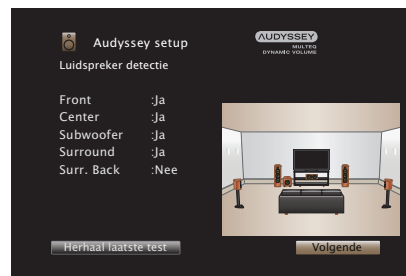 Audyssey setup
AUDYSSEY
MULTEQ
DYNAMIC VOLUME
Luidspreker detectie
Front :Ja
Center :Ja
Subwoofer :Ja
Surround :Ja
Surr. Back :Nee
Herhaal laatste test
Volgende